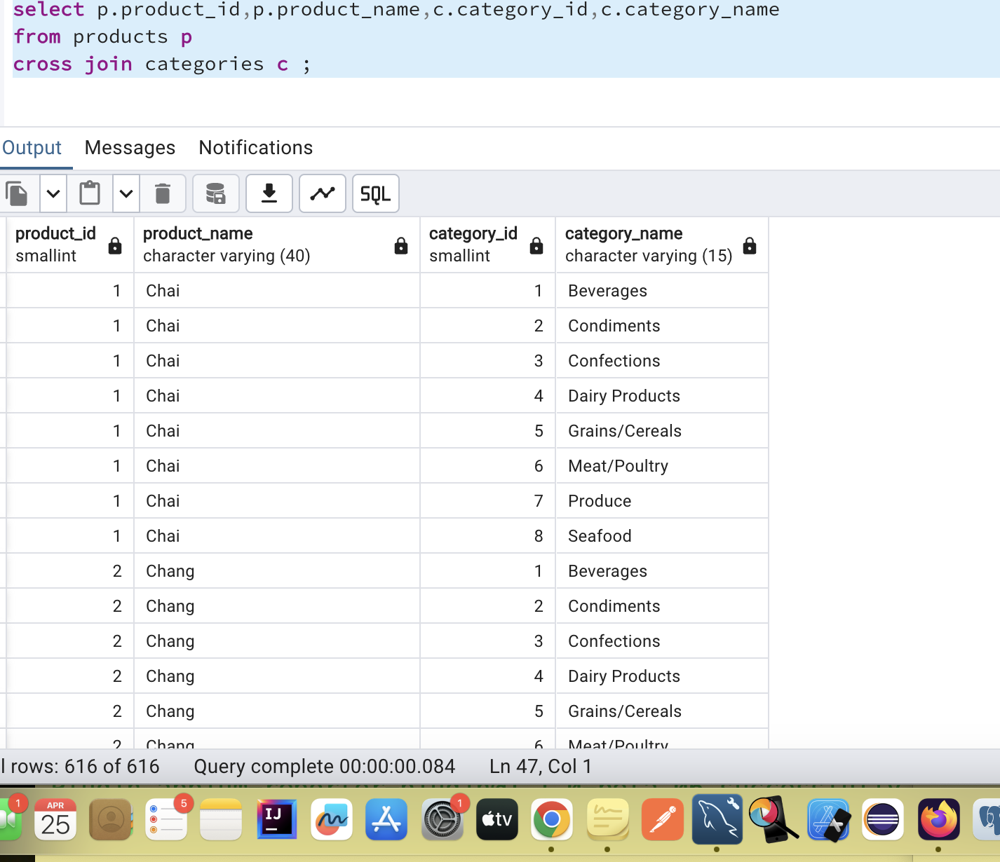 select p.product_id,p.product_name,c.category_id,c.category_name
from products p
cross join categories c ;
Output Messages Notifications
SQL
product_id product_name category_id category_name
smallint character varying (40) smallint character varying (15)
1 Chai 1 Beverages
1 Chai 2 Condiments
1 Chai 3 Confections
1 Chai 4 Dairy Products
1 Chai 5 Grains/Cereals
1 Chai 6 Meat/Poultry
1 Chai 7 Produce
1 Chai 8 Seafood
2 Chang 1 Beverages
2 Chang 2 Condiments
2 Chang 3 Confections
2 Chang 4 Dairy Products
2 Chang 5 Grains/Cereals
2 Chang 6 Meat/Poultry
l rows: 616 of 616 Query complete 00:00:00.084 Ln 47, Col 1
1 APR 5 1
25 IJ tv